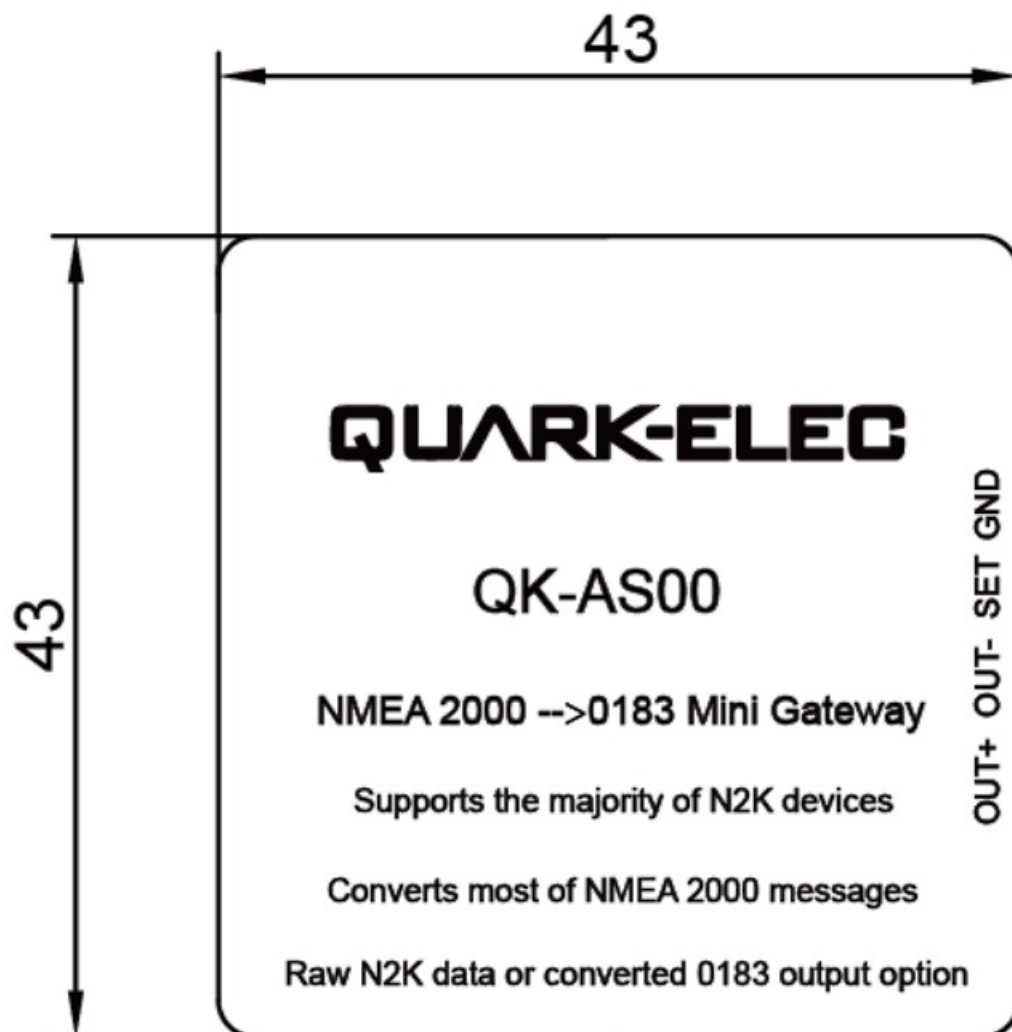 43
43
QUARK-ELEC
QK-AS00
NMEA 2000 -->0183 Mini Gateway
Supports the majority of N2K devices
Converts most of NMEA 2000 messages
Raw N2K data or converted 0183 output option
OUT+ OUT- SET GND